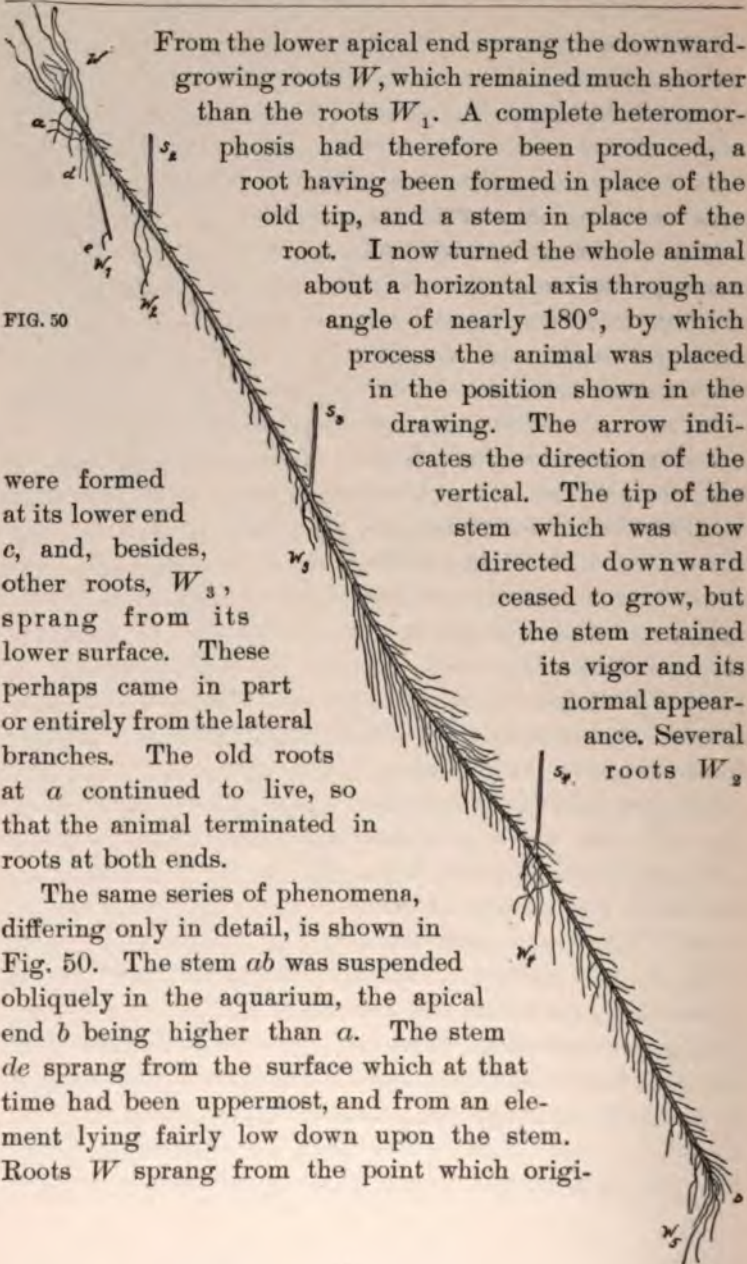 From the lower apical end sprang the downward-
growing roots W, which remained much shorter
than the roots W₁. A complete heteromor-
phosis had therefore been produced, a
root having been formed in place of the
old tip, and a stem in place of the
root. I now turned the whole animal
about a horizontal axis through an
angle of nearly 180°, by which
process the animal was placed
in the position shown in the
drawing. The arrow indi-
cates the direction of the
vertical. The tip of the
stem which was now
directed downward
ceased to grow, but
the stem retained
its vigor and its
normal appear-
ance. Several
roots W₂
were formed
at its lower end
c, and, besides,
other roots, W₃,
sprang from its
lower surface. These
perhaps came in part
or entirely from the lateral
branches. The old roots
at a continued to live, so
that the animal terminated in
roots at both ends.
The same series of phenomena,
differing only in detail, is shown in
Fig. 50. The stem ab was suspended
obliquely in the aquarium, the apical
end b being higher than a. The stem
de sprang from the surface which at that
time had been uppermost, and from an ele-
ment lying fairly low down upon the stem.
Roots W sprang from the point which origi-
FIG. 50
W
a
S₂
d
e
W₁
W₂
S₃
W₃
S₄
W₄
b
W₅